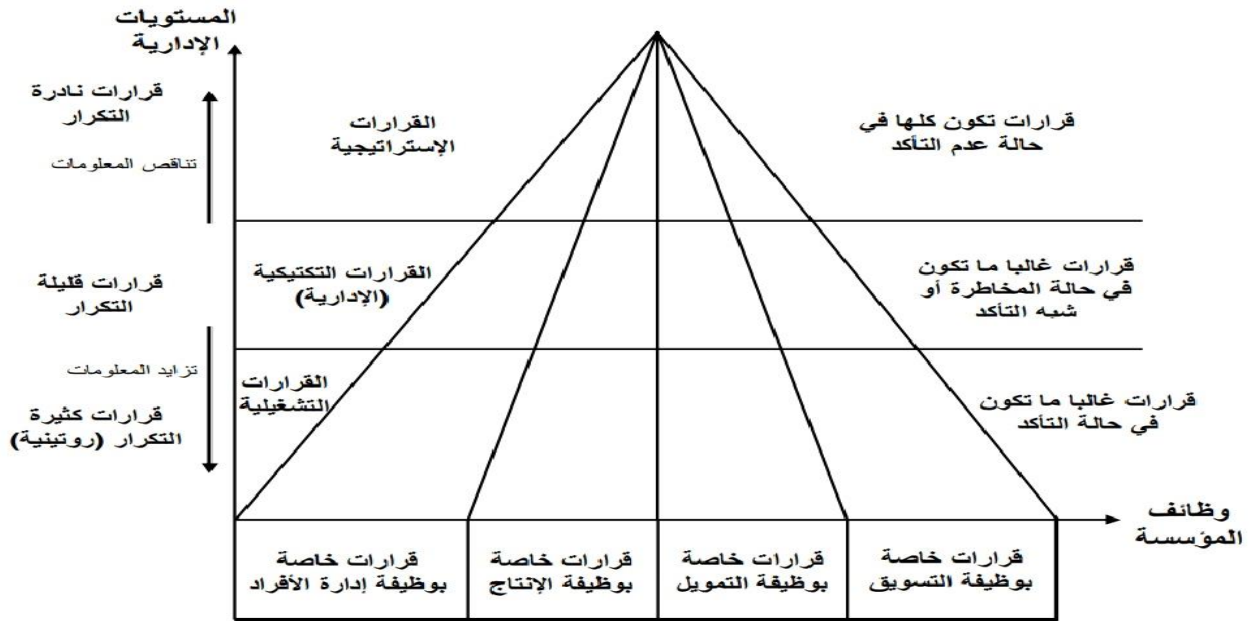 المستويات
الإدارية
قرارات نادرة
التكرار
تناقص المعلومات
القرارات
الإستراتيجية
قرارات تكون كلها في
حالة عدم التأكد
قرارات قليلة
التكرار
القرارات التكتيكية
(الإدارية)
قرارات غالبا ما تكون
في حالة المخاطرة أو
شبه التأكد
تزايد المعلومات
قرارات كثيرة
التكرار (روتينية)
القرارات
التشغيلية
قرارات غالبا ما تكون
في حالة التأكد
وظائف
المؤسسة
قرارات خاصة
بوظيفة التسويق
قرارات خاصة
بوظيفة التمويل
قرارات خاصة
بوظيفة الإنتاج
قرارات خاصة
بوظيفة إدارة الأفراد